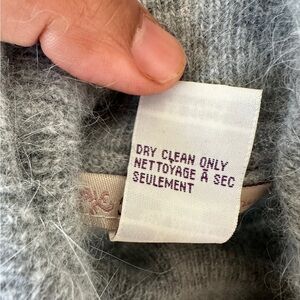 DRY CLEAN ONLY
NETTOYAGE À SEC
SEULEMENT